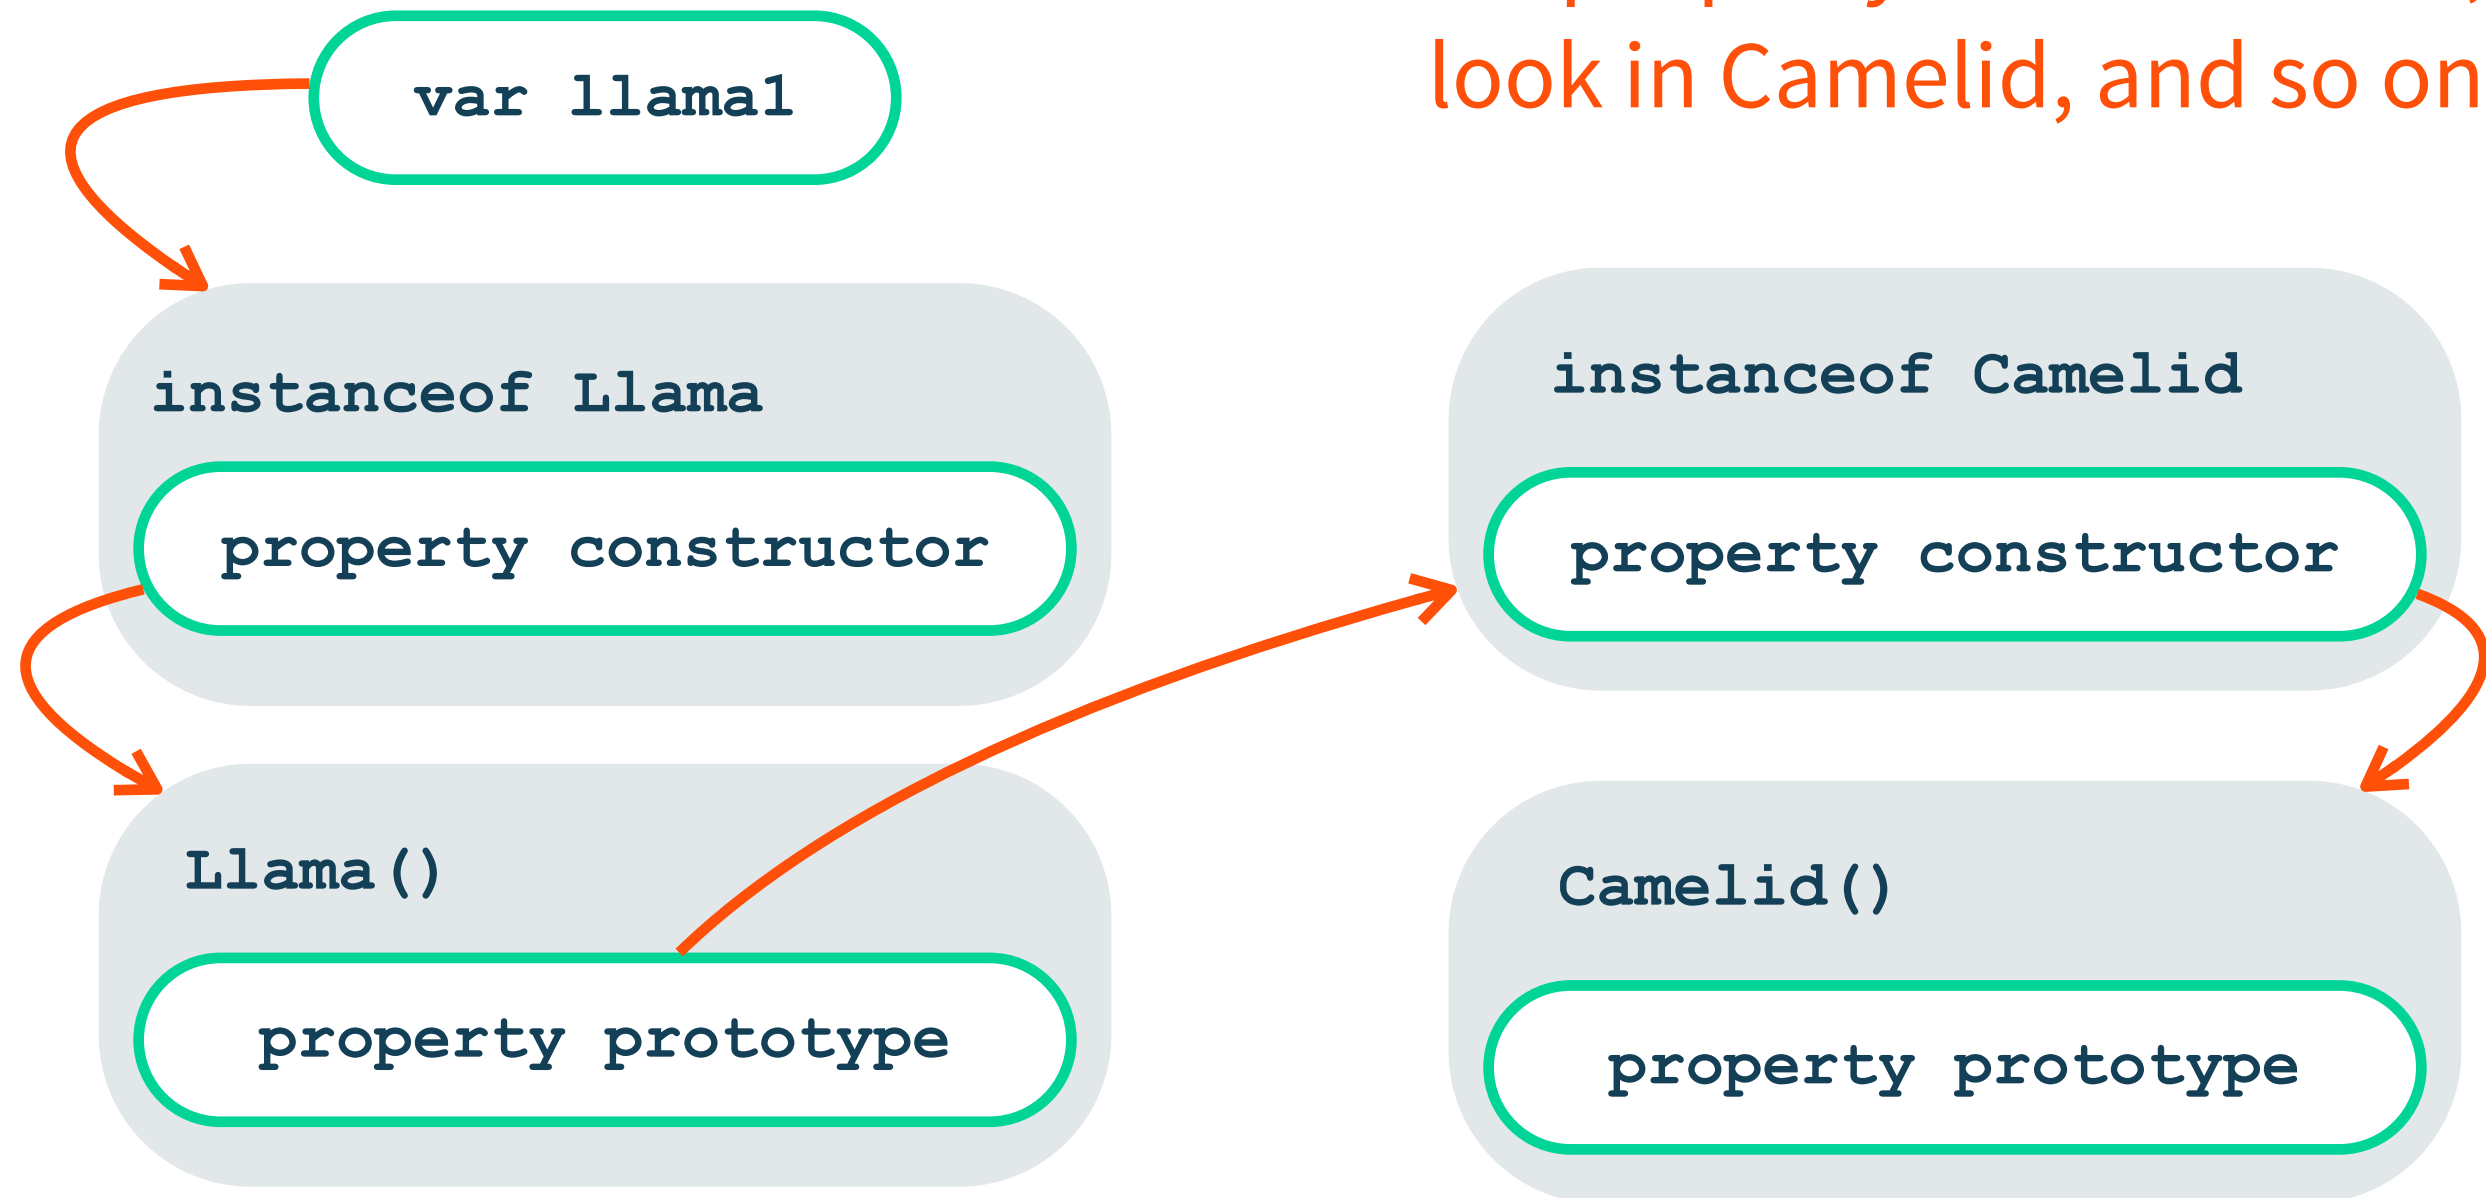 look in Camelid, and so on
var llama1
instanceof Llama
property constructor
Llama()
property prototype
instanceof Camelid
property constructor
Camelid()
property prototype